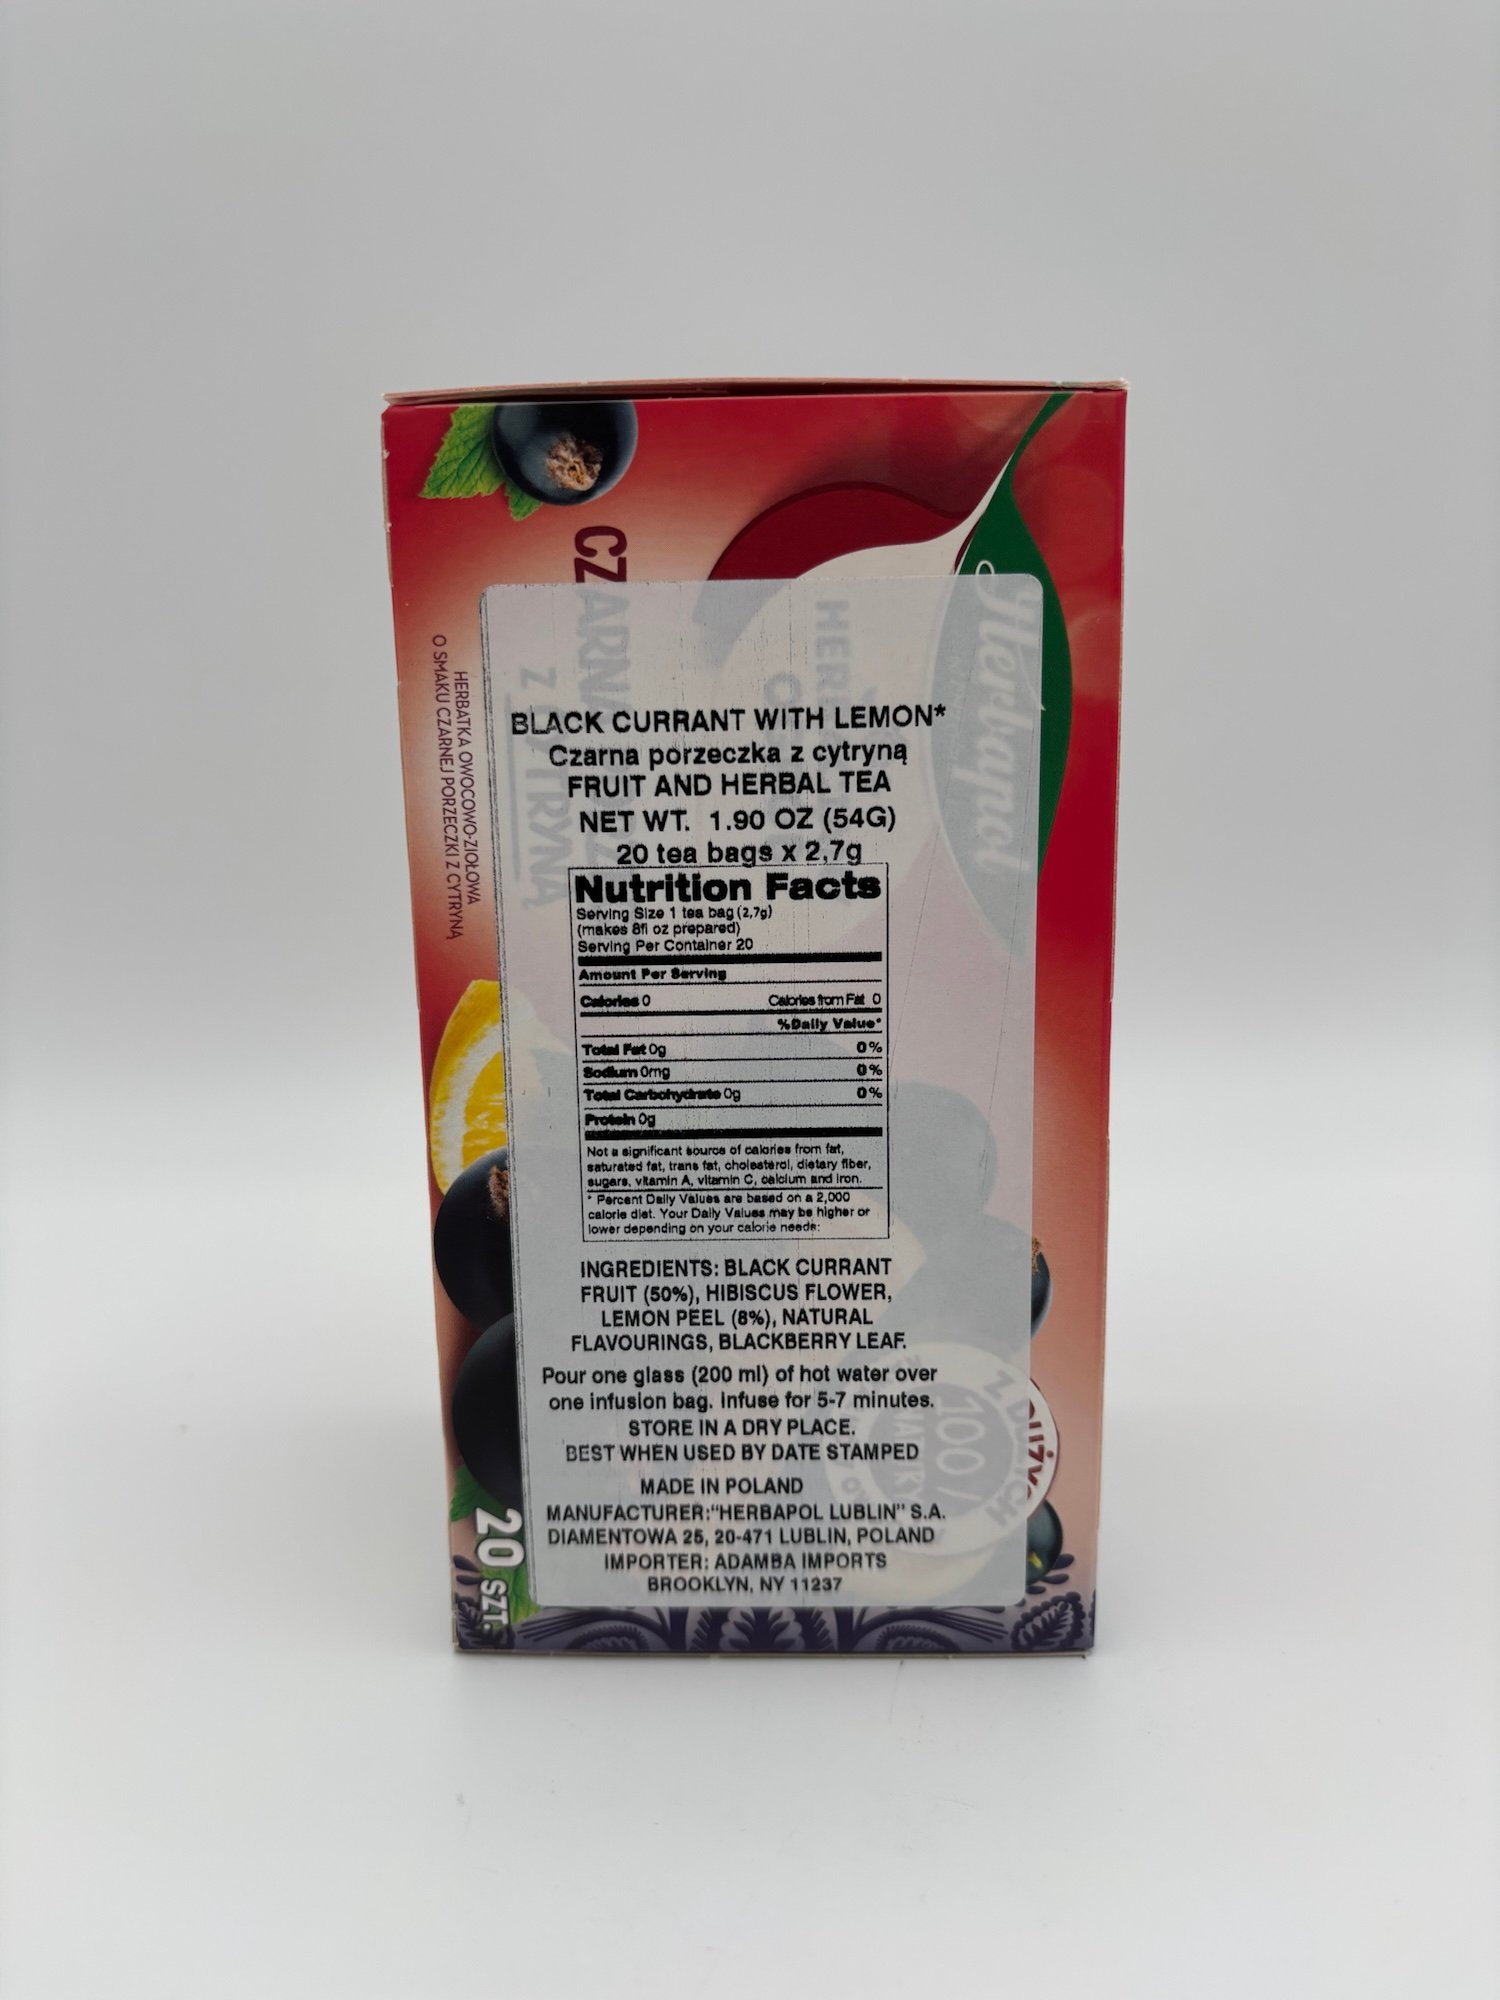 CZARNA
Z CYTRYNĄ
HERBATKA OWOCOWO-ZIOŁOWA
O SMAKU CZARNEJ PORZECZKI Z CYTRYNĄ
Herbapol
BLACK CURRANT WITH LEMON*
Czarna porzeczka z cytryną
FRUIT AND HERBAL TEA
NET WT. 1.90 OZ (54G)
20 tea bags x 2,7g
Nutrition Facts
Serving Size 1 tea bag (2,7g)
(makes 8fl oz prepared)
Serving Per Container 20
Amount Per Serving
Calories 0 Calories from Fat 0
%Daily Value*
Total Fat 0g 0%
Sodium 0mg 0%
Total Carbohydrate 0g 0%
Protein 0g
Not a significant source of calories from fat,
saturated fat, trans fat, cholesterol, dietary fiber,
sugars, vitamin A, vitamin C, calcium and iron.
* Percent Daily Values are based on a 2,000
calorie diet. Your Daily Values may be higher or
lower depending on your calorie needs:
INGREDIENTS: BLACK CURRANT
FRUIT (50%), HIBISCUS FLOWER,
LEMON PEEL (8%), NATURAL
FLAVOURINGS, BLACKBERRY LEAF.
Pour one glass (200 ml) of hot water over
one infusion bag. Infuse for 5-7 minutes.
STORE IN A DRY PLACE.
BEST WHEN USED BY DATE STAMPED
MADE IN POLAND
MANUFACTURER:"HERBAPOL LUBLIN" S.A.
DIAMENTOWA 25, 20-471 LUBLIN, POLAND
IMPORTER: ADAMBA IMPORTS
BROOKLYN, NY 11237
20 SZT.